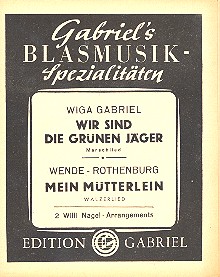 Gabriel's
BLASMUSIK-
Spezialitäten
WIGA GABRIEL
WIR SIND
DIE GRÜNEN JÄGER
Marschlied
WENDE - ROTHENBURG
MEIN MÜTTERLEIN
WALZERLIED
2 Willi Nagel - Arrangements
EDITION GABRIEL